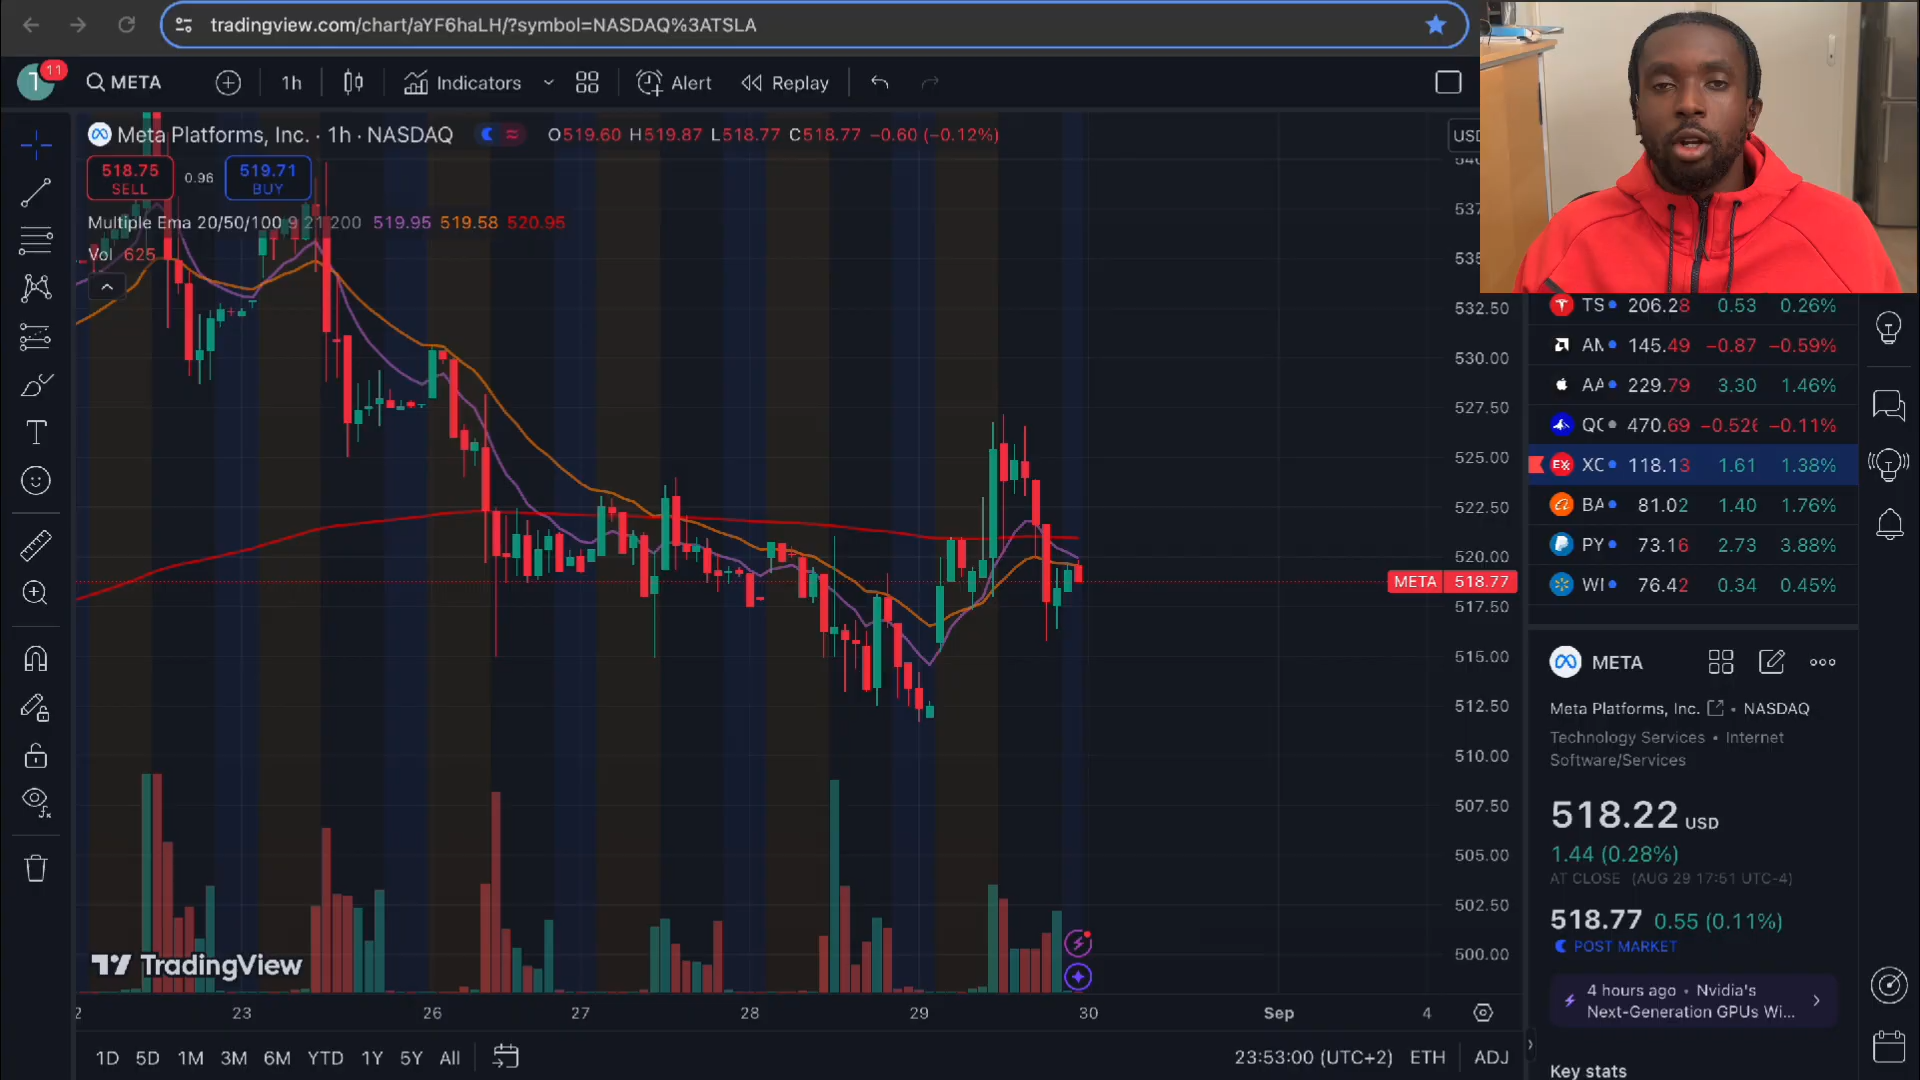 tradingview.com/chart/aYF6haLH/?symbol=NASDAQ%3ATSLA
T 11 META 1h Indicators Alert Replay
Meta Platforms, Inc. · 1h · NASDAQ O519.60 H519.87 L518.77 C518.77 −0.60 (−0.12%)
USD
518.75 SELL 0.96 519.71 BUY
Multiple Ema 20/50/100 9 21 200 519.95 519.58 520.95
Vol 625
532.50
530.00
527.50
525.00
522.50
520.00
META 518.77
517.50
515.00
512.50
510.00
507.50
505.00
502.50
500.00
TradingView
23 26 27 28 29 30 Sep 4
1D 5D 1M 3M 6M YTD 1Y 5Y All 23:53:00 (UTC+2) ETH ADJ
TS 206.28 0.53 0.26%
145.49 −0.87 −0.59%
AA 229.79 3.30 1.46%
470.69 −0.11%
EX 118.13 1.61 1.38%
BA 81.02 1.40 1.76%
PY 73.16 2.73 3.88%
76.42 0.34 0.45%
META
Meta Platforms, Inc. • NASDAQ
Technology Services • Internet
Software/Services
518.22 USD
1.44 (0.28%)
AT CLOSE (AUG 29 17:51 UTC-4)
518.77 0.55 (0.11%)
POST MARKET
4 hours ago • Nvidia's
Next-Generation GPUs Wi...
Key stats